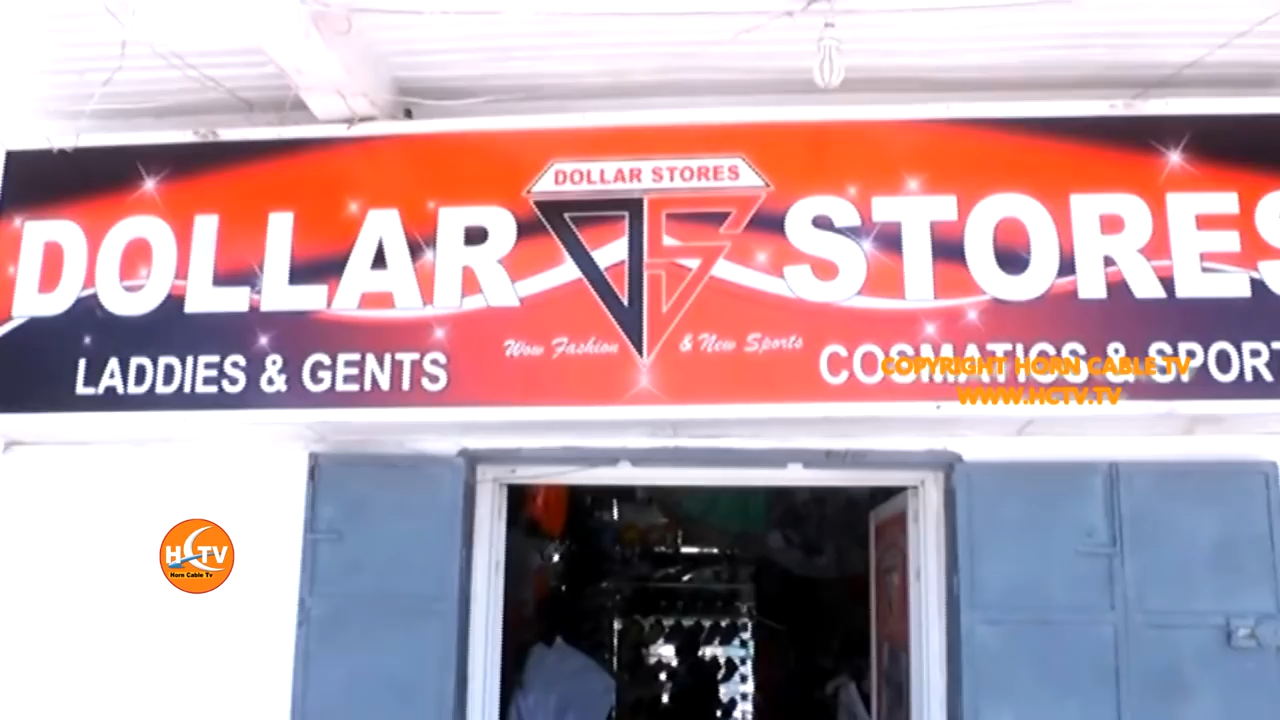 DOLLAR STORES
DOLLAR STORES
Wow Fashion & New Sports
LADDIES & GENTS
COSMATICS & SPORT
COPYRIGHT HORN CABLE TV
WWW.HCTV.TV
HCTV
Horn Cable Tv